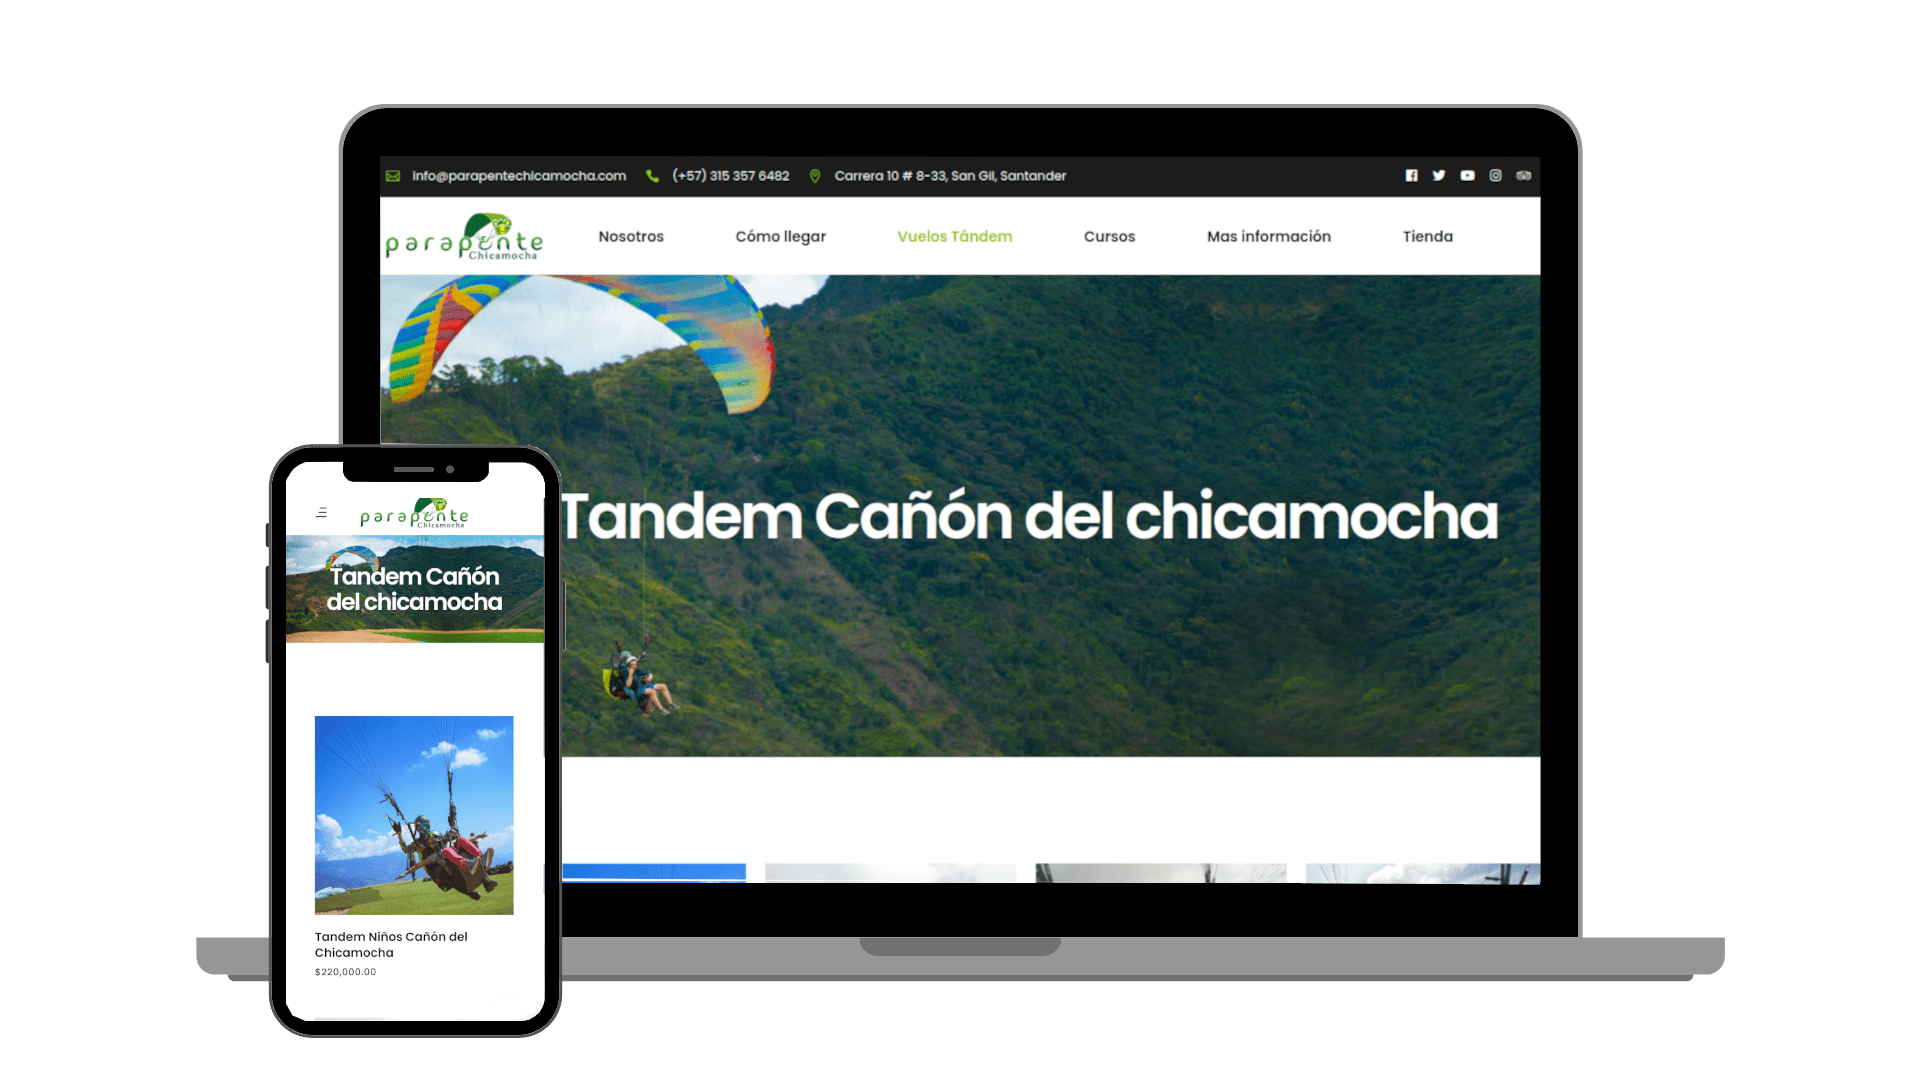 info@parapentechicamocha.com (+57) 315 357 6482 Carrera 10 # 8-33, San Gil, Santander
parapente
Chicamocha
Nosotros Cómo llegar Vuelos Tándem Cursos Mas información Tienda
Tandem Cañón del chicamocha
parapente
Chicamocha
Tandem Cañón
del chicamocha
Tandem Niños Cañón del
Chicamocha
$220,000.00